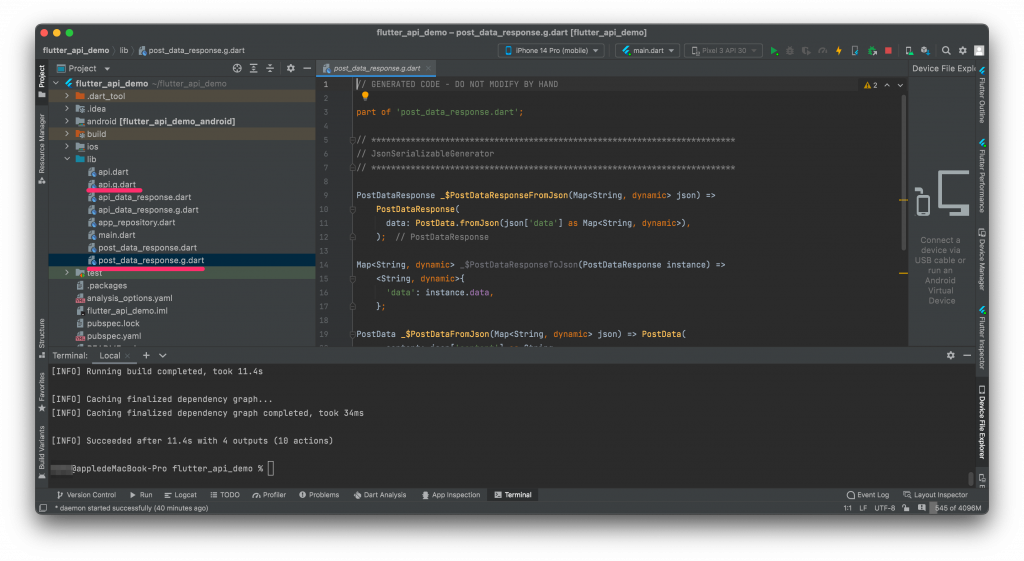 flutter_api_demo – post_data_response.g.dart [flutter_api_demo]
flutter_api_demo
lib
post_data_response.g.dart
iPhone 14 Pro (mobile)
main.dart
Pixel 3 API 30
Project
Resource Manager
Structure
Favorites
Build Variants
Project
flutter_api_demo ~/flutter_api_demo
.dart_tool
.idea
android [flutter_api_demo_android]
build
ios
lib
api.dart
api.g.dart
api_data_response.dart
api_data_response.g.dart
app_repository.dart
main.dart
post_data_response.dart
post_data_response.g.dart
test
.packages
analysis_options.yaml
flutter_api_demo.iml
pubspec.lock
pubspec.yaml
post_data_response.g.dart
2
1 // GENERATED CODE - DO NOT MODIFY BY HAND
2
3 part of 'post_data_response.dart';
4
5 // **************************************************************************
6 // JsonSerializableGenerator
7 // **************************************************************************
8
9 PostDataResponse _$PostDataResponseFromJson(Map<String, dynamic> json) =>
10 PostDataResponse(
11 data: PostData.fromJson(json['data'] as Map<String, dynamic>),
12 ); // PostDataResponse
13
14 Map<String, dynamic> _$PostDataResponseToJson(PostDataResponse instance) =>
15 <String, dynamic>{
16 'data': instance.data,
17 };
18
19 PostData _$PostDataFromJson(Map<String, dynamic> json) => PostData(
Device File Explo
Connect a
device via
USB cable or
run an
Android
Virtual
Device
Flutter Outline
Flutter Performance
Device Manager
Flutter Inspector
Device File Explorer
Terminal:
Local
[INFO] Running build completed, took 11.4s
[INFO] Caching finalized dependency graph...
[INFO] Caching finalized dependency graph completed, took 34ms
[INFO] Succeeded after 11.4s with 4 outputs (10 actions)
@appledeMacBook-Pro flutter_api_demo %
Version Control
Run
Logcat
TODO
Profiler
Problems
Dart Analysis
App Inspection
Terminal
Event Log
Layout Inspector
* daemon started successfully (40 minutes ago)
1:1
LF
UTF-8
545 of 4096M